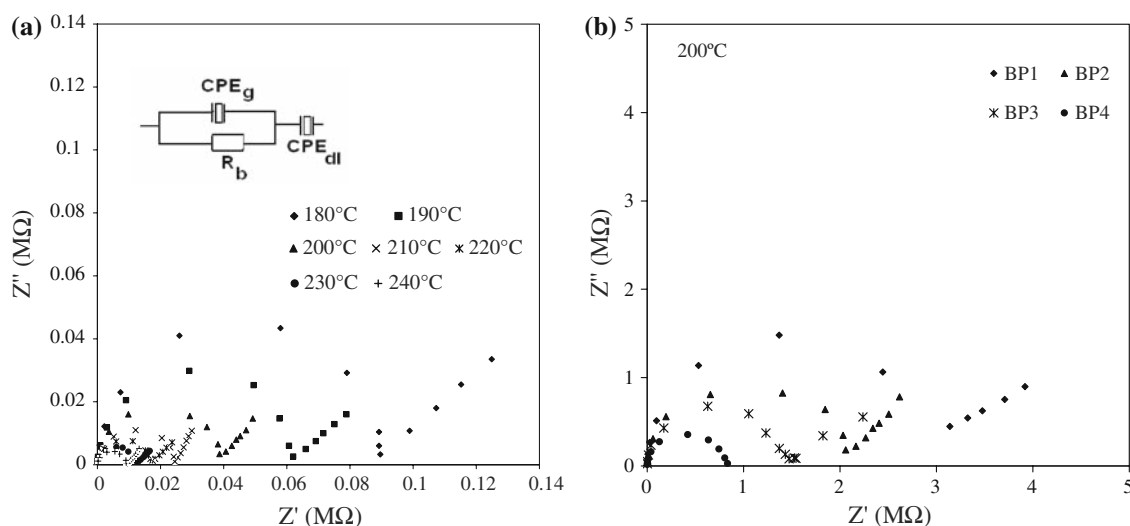 (a)
Z'' (MΩ)
0.14
0.12
0.1
0.08
0.06
0.04
0.02
0
CPEg
Rb
CPEdl
180°C 190°C
200°C 210°C 220°C
230°C 240°C
0 0.02 0.04 0.06 0.08 0.1 0.12 0.14
Z' (MΩ)
(b)
Z'' (MΩ)
5
4
3
2
1
0
200ºC
BP1 BP2
BP3 BP4
0 1 2 3 4 5
Z' (MΩ)